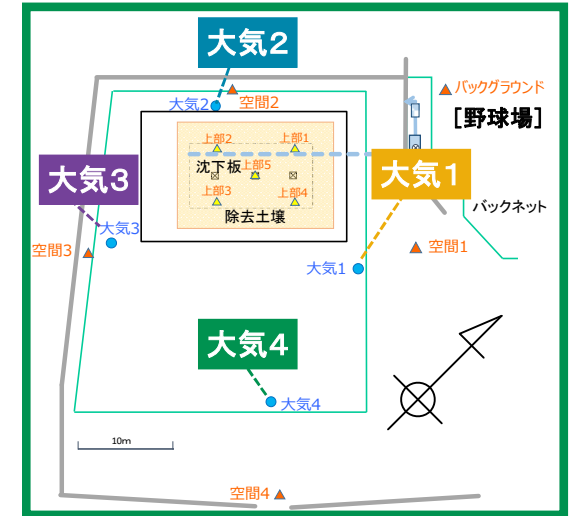 大気2
バックグラウンド
大気2
空間2
[野球場]
上部2
上部1
沈下板
上部5
大気3
大気1
上部3
上部4
バックネット
除去土壌
大気3
空間3
空間1
大気1
大気4
大気4
10m
空間4